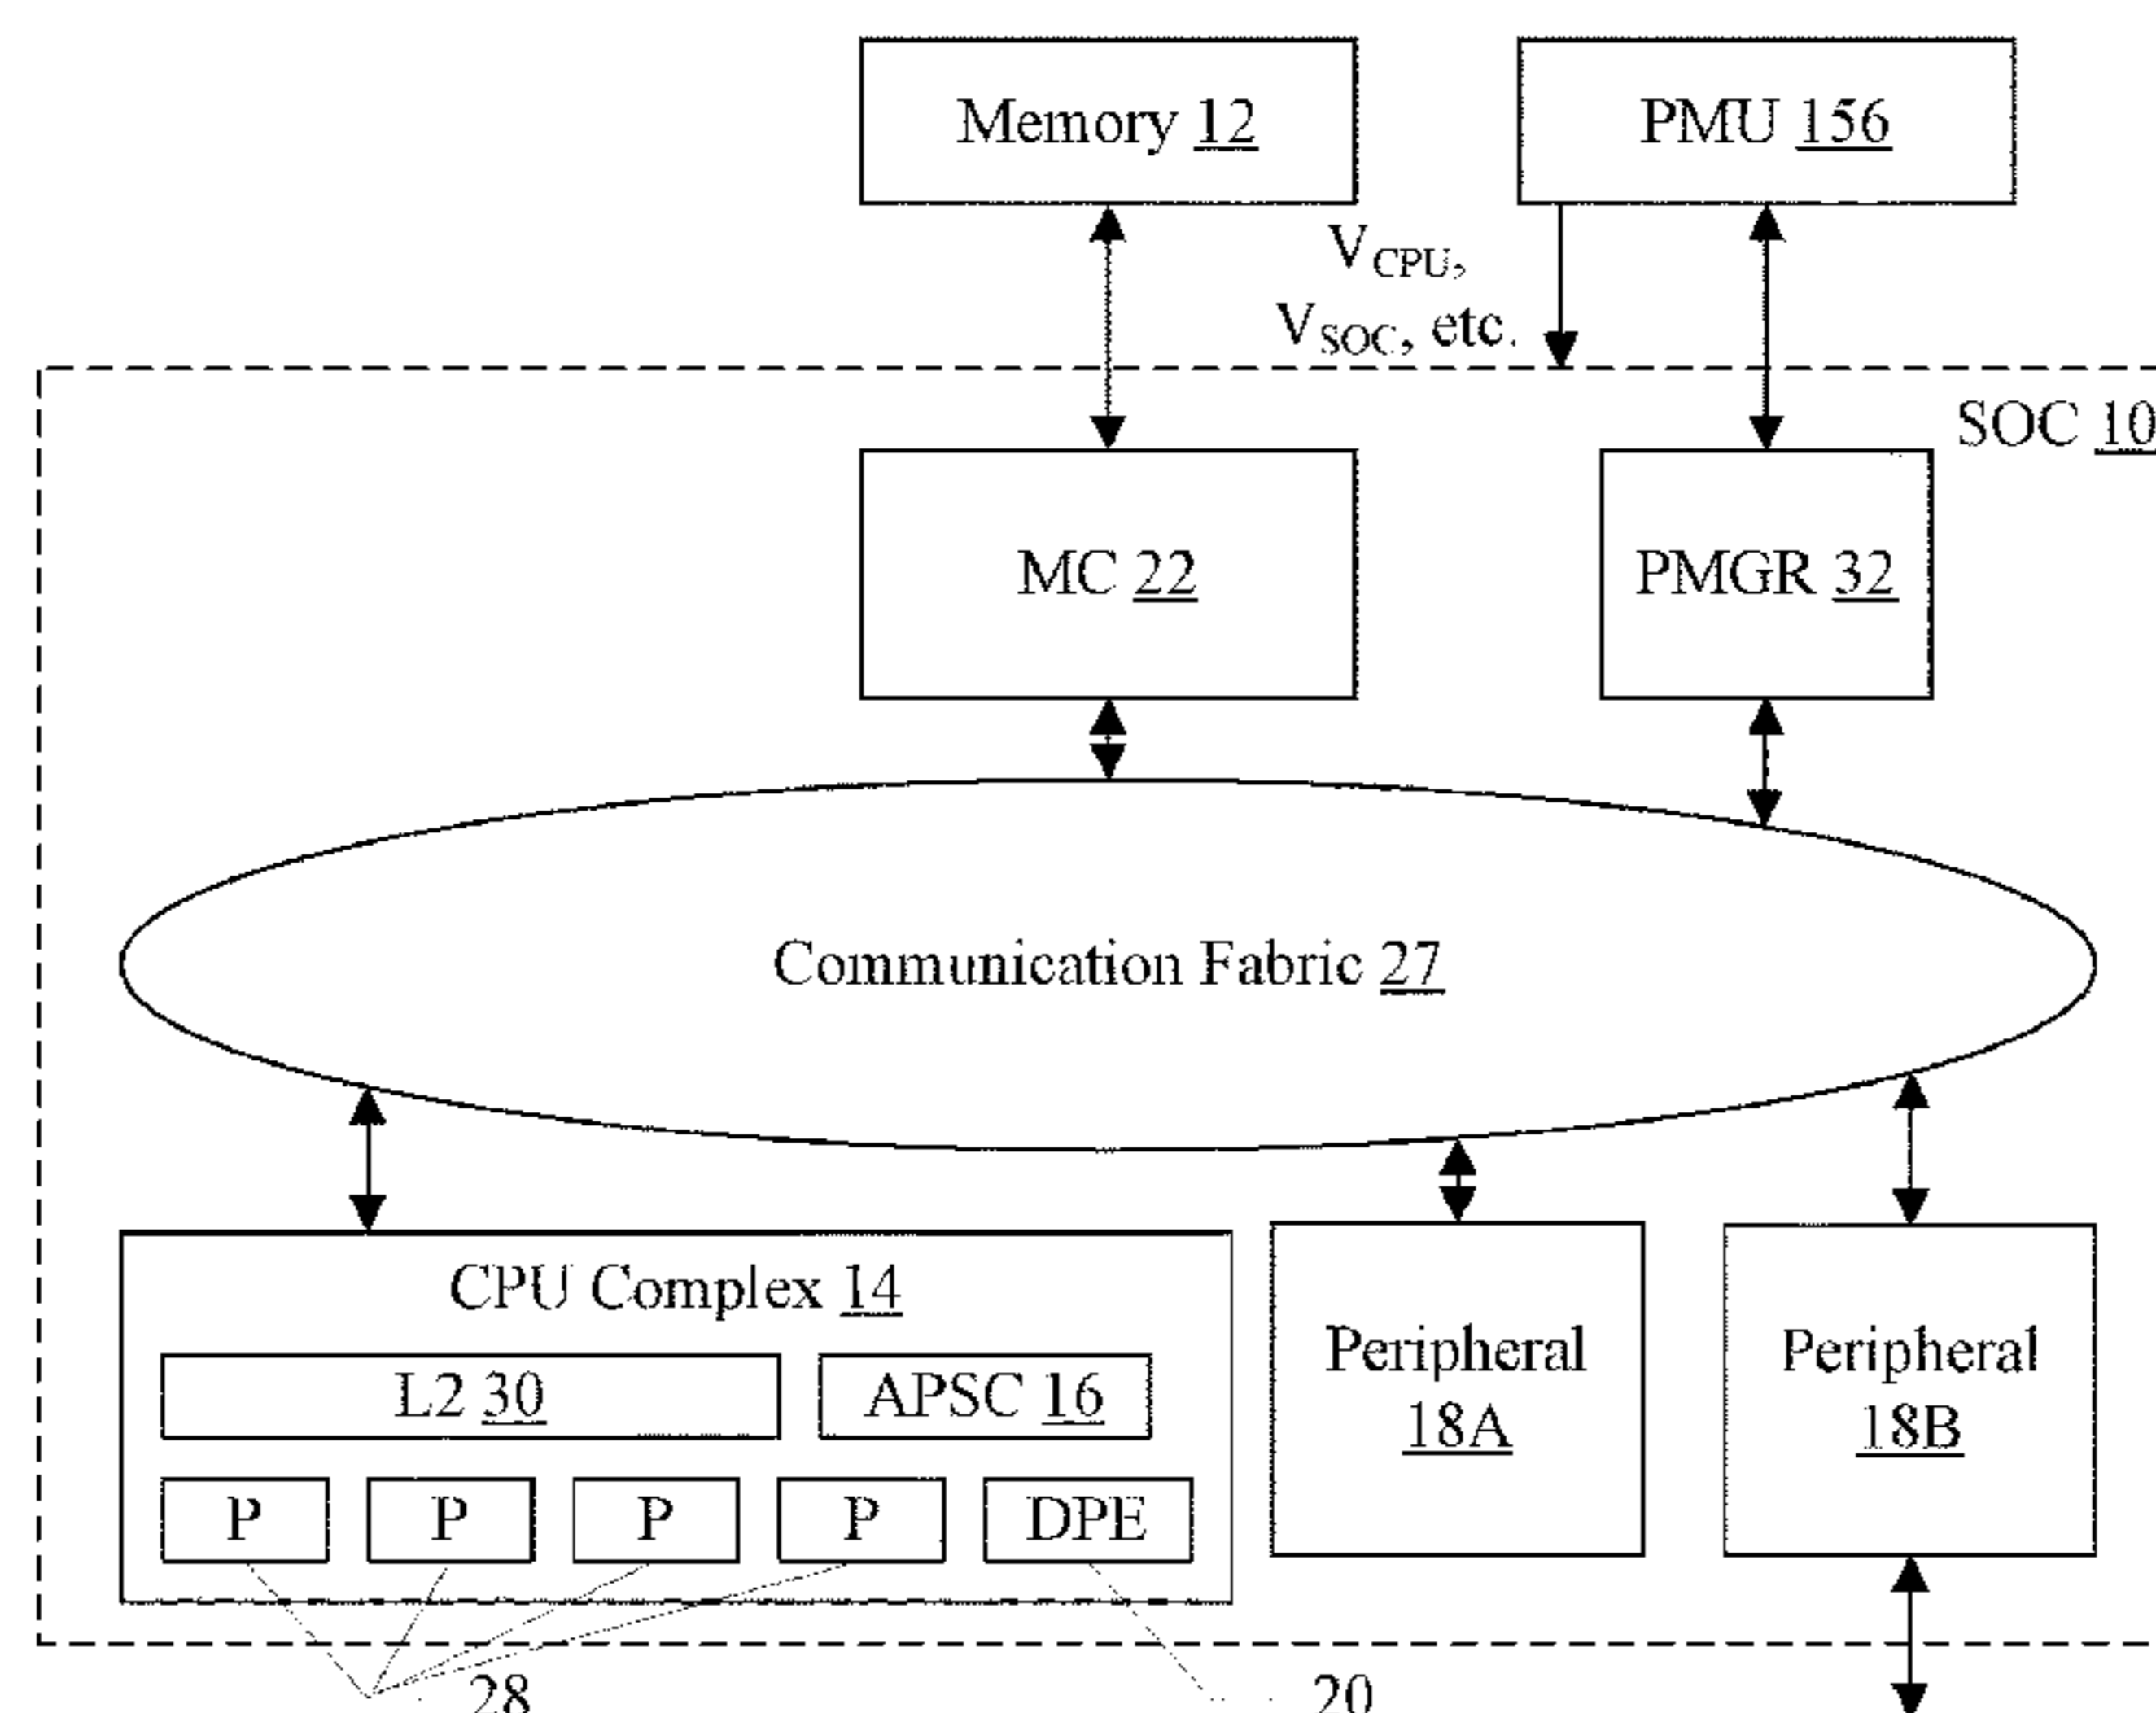 Memory 12
PMU 156
VCPU,
VSOC, etc.
SOC 10
MC 22
PMGR 32
Communication Fabric 27
CPU Complex 14
L2 30
APSC 16
P
P
P
P
DPE
Peripheral
18A
Peripheral
18B
28
20